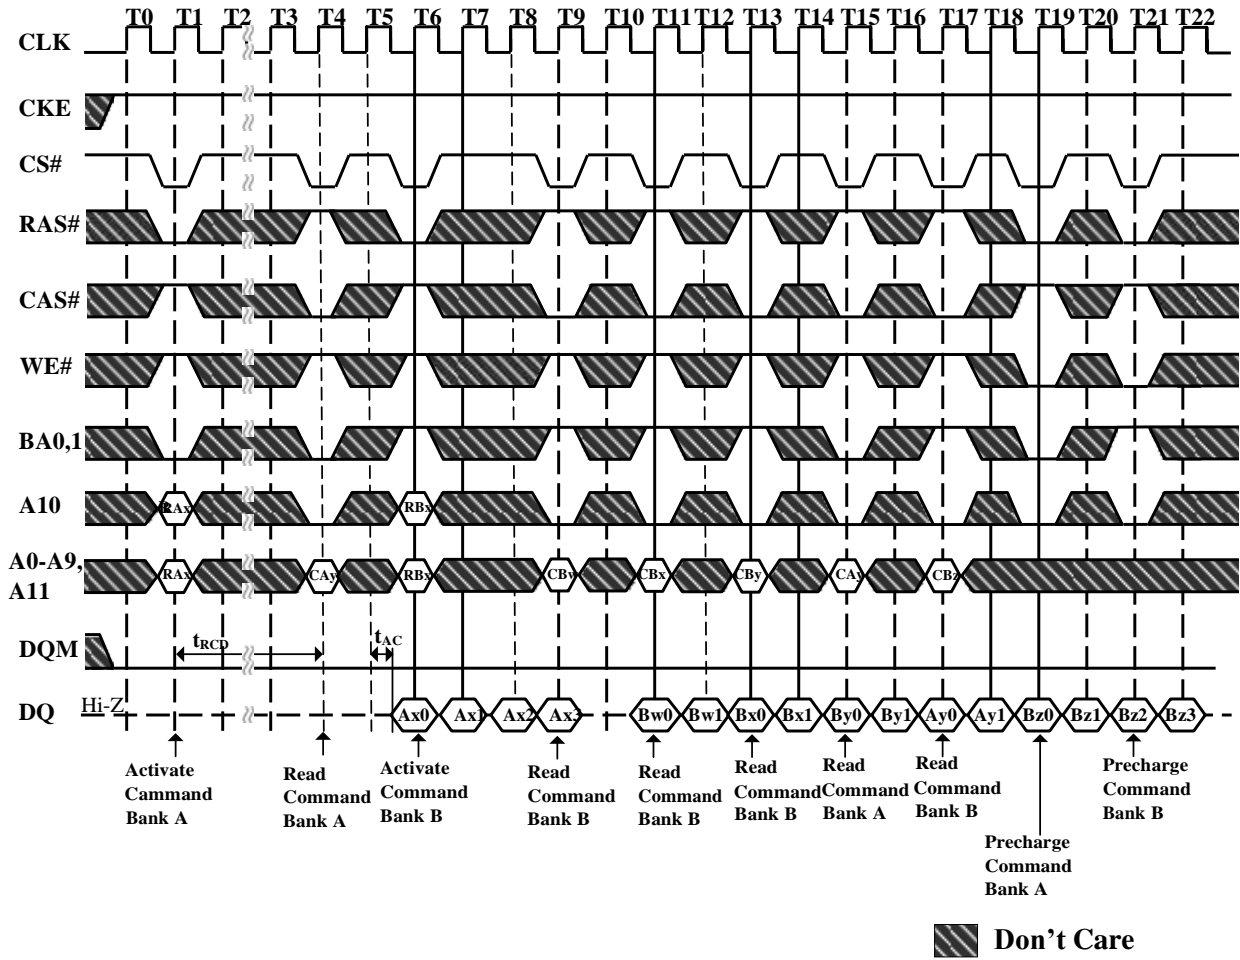 T0 T1 T2 T3 T4 T5 T6 T7 T8 T9 T10 T11 T12 T13 T14 T15 T16 T17 T18 T19 T20 T21 T22
CLK
CKE
CS#
RAS#
CAS#
WE#
BA0,1
A10 RAx RBx
A0-A9, A11 RAx CAy RBx CBw CBx CBy CAy CBz
DQM tRCD tAC
DQ Hi-Z Ax0 Ax1 Ax2 Ax3 Bw0 Bw1 Bx0 Bx1 By0 By1 Ay0 Ay1 Bz0 Bz1 Bz2 Bz3
Activate
Cammand
Bank A
Read
Command
Bank A
Activate
Command
Bank B
Read
Command
Bank B
Read
Command
Bank B
Read
Command
Bank B
Read
Command
Bank A
Read
Command
Bank B
Precharge
Command
Bank A
Precharge
Command
Bank B
Don't Care